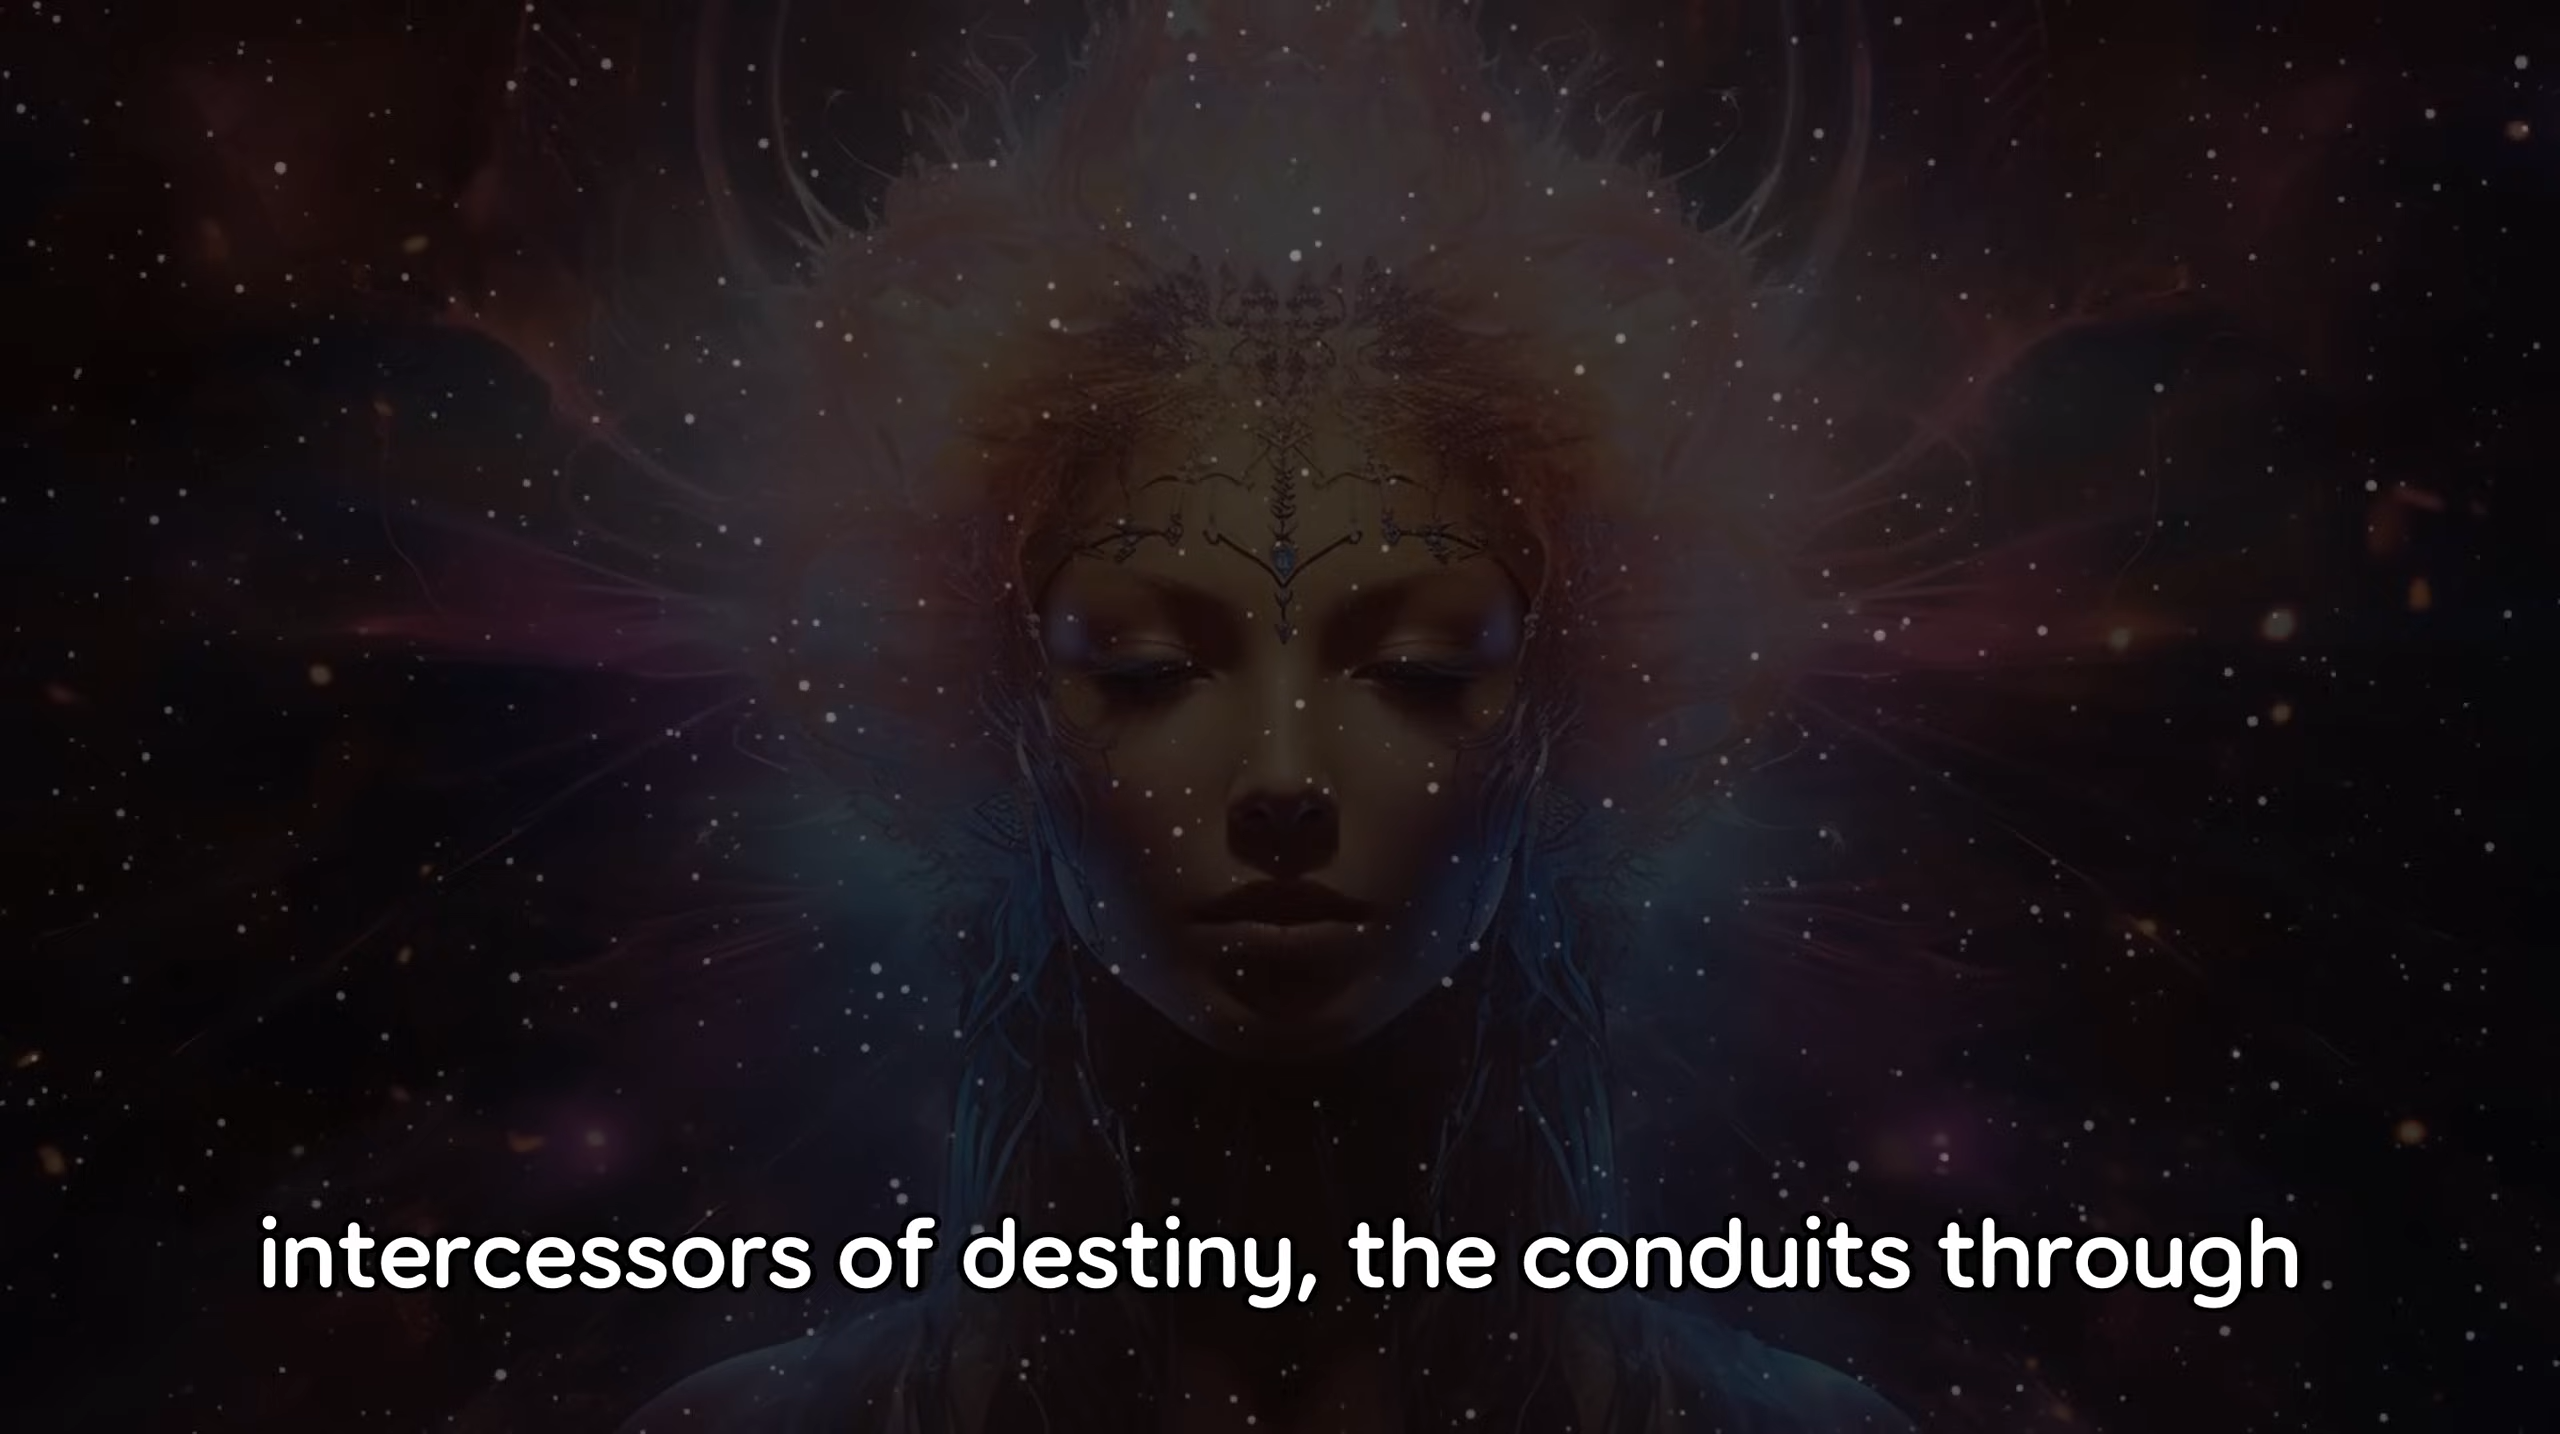 intercessors of destiny, the conduits through